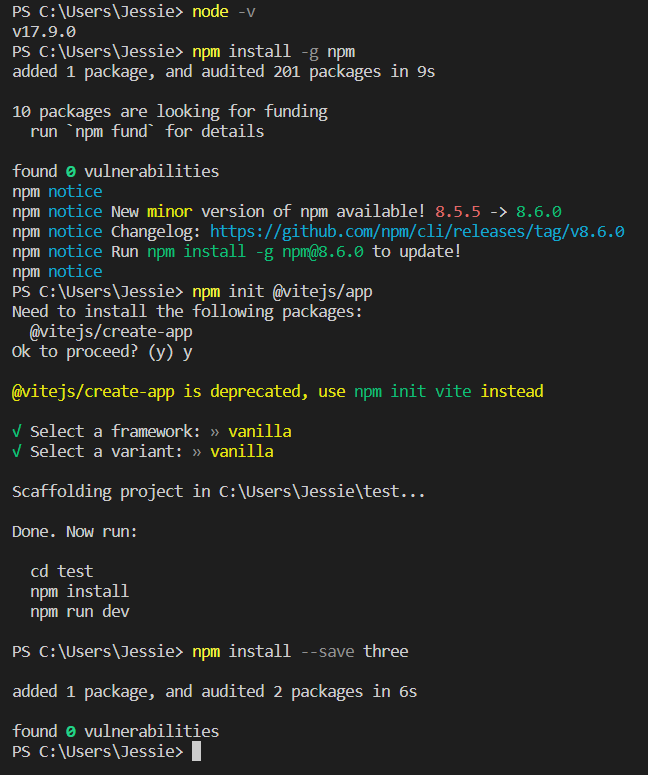 PS C:\Users\Jessie> node -v
v17.9.0
PS C:\Users\Jessie> npm install -g npm
added 1 package, and audited 201 packages in 9s
10 packages are looking for funding
  run `npm fund` for details
found 0 vulnerabilities
npm notice
npm notice New minor version of npm available! 8.5.5 -> 8.6.0
npm notice Changelog: https://github.com/npm/cli/releases/tag/v8.6.0
npm notice Run npm install -g npm@8.6.0 to update!
npm notice
PS C:\Users\Jessie> npm init @vitejs/app
Need to install the following packages:
  @vitejs/create-app
Ok to proceed? (y) y
@vitejs/create-app is deprecated, use npm init vite instead
√ Select a framework: » vanilla
√ Select a variant: » vanilla
Scaffolding project in C:\Users\Jessie\test...
Done. Now run:
  cd test
  npm install
  npm run dev
PS C:\Users\Jessie> npm install --save three
added 1 package, and audited 2 packages in 6s
found 0 vulnerabilities
PS C:\Users\Jessie>